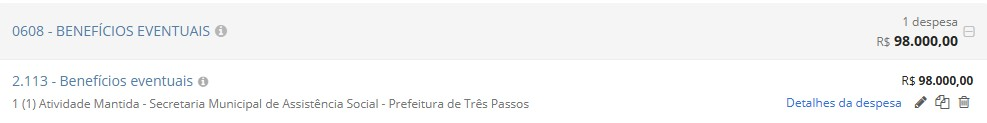 1 despesa
0608 - BENEFÍCIOS EVENTUAIS
R$ 98.000,00
2.113 - Benefícios eventuais
R$ 98.000,00
1 (1) Atividade Mantida - Secretaria Municipal de Assistência Social - Prefeitura de Três Passos
Detalhes da despesa